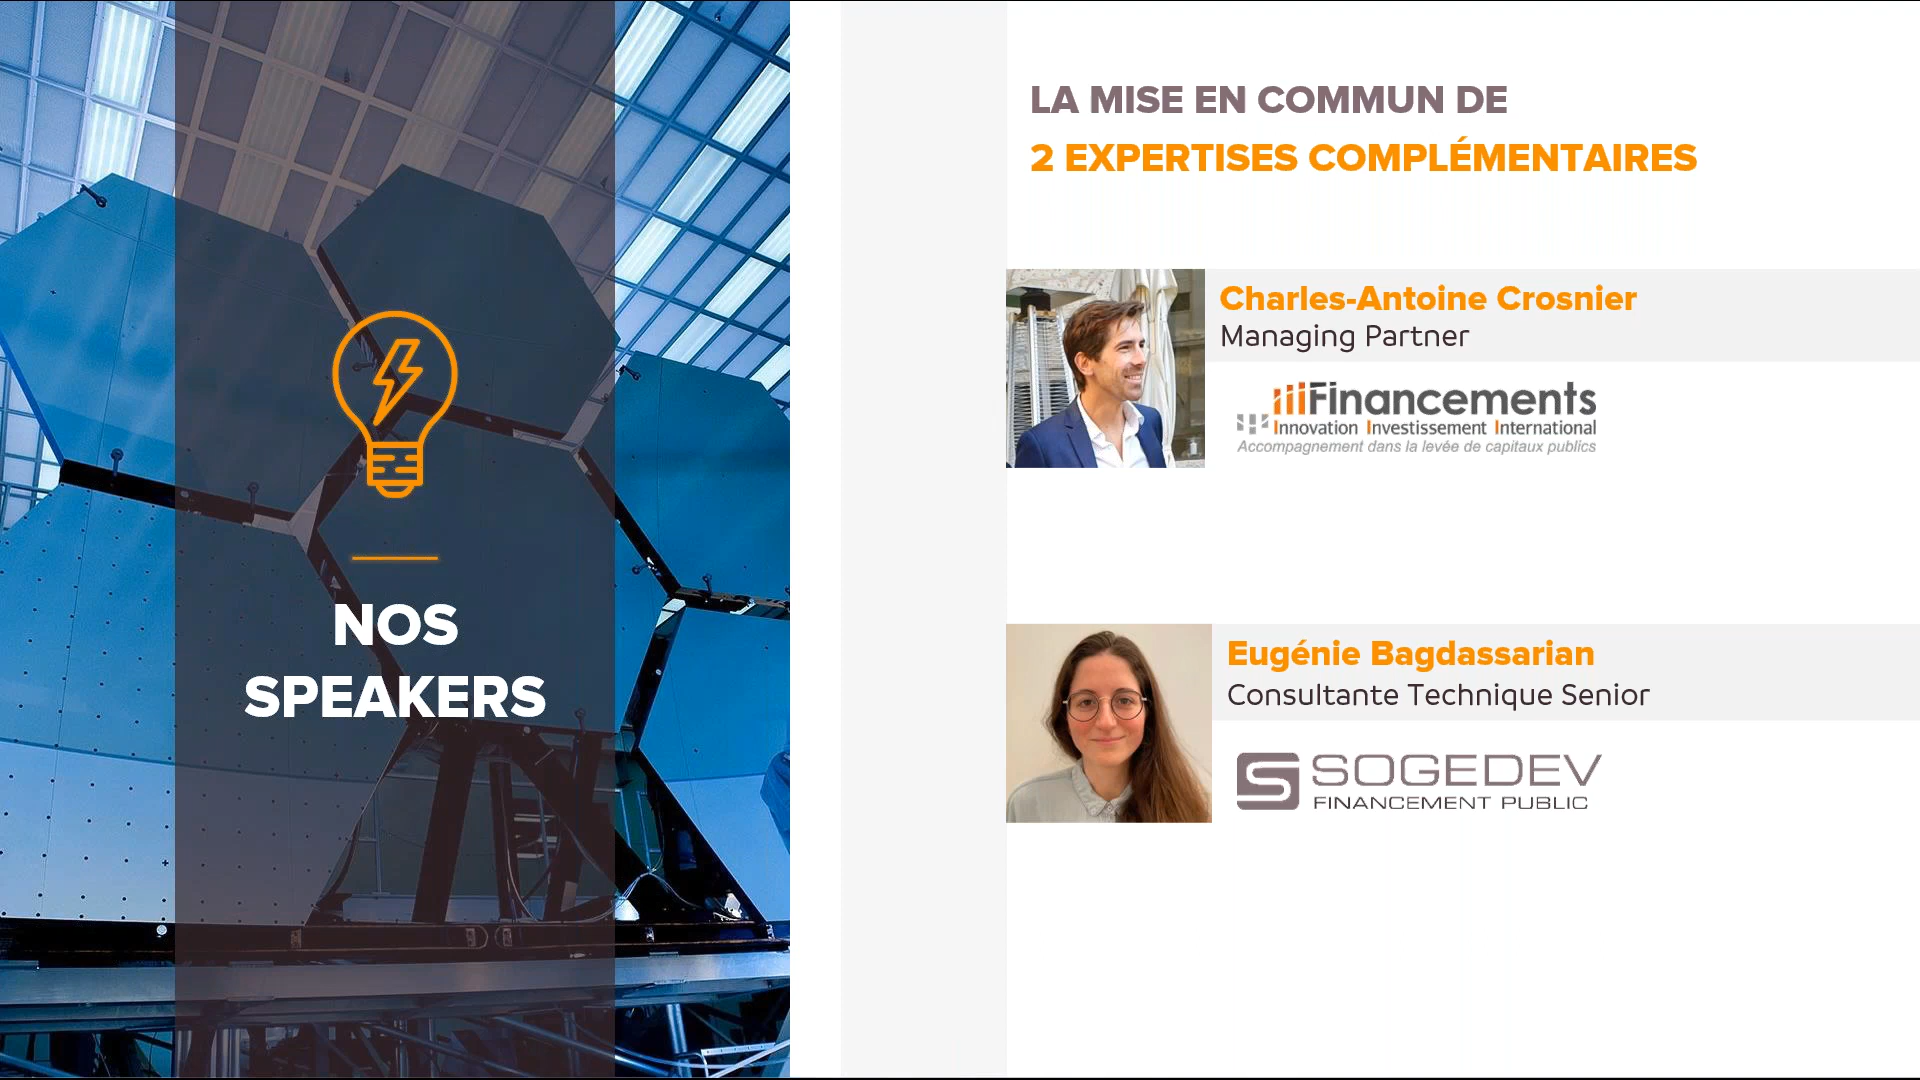 NOS
SPEAKERS
LA MISE EN COMMUN DE
2 EXPERTISES COMPLÉMENTAIRES
Charles-Antoine Crosnier
Managing Partner
iiiFinancements
Innovation Investissement International
Accompagnement dans la levée de capitaux publics
Eugénie Bagdassarian
Consultante Technique Senior
SOGEDEV
FINANCEMENT PUBLIC